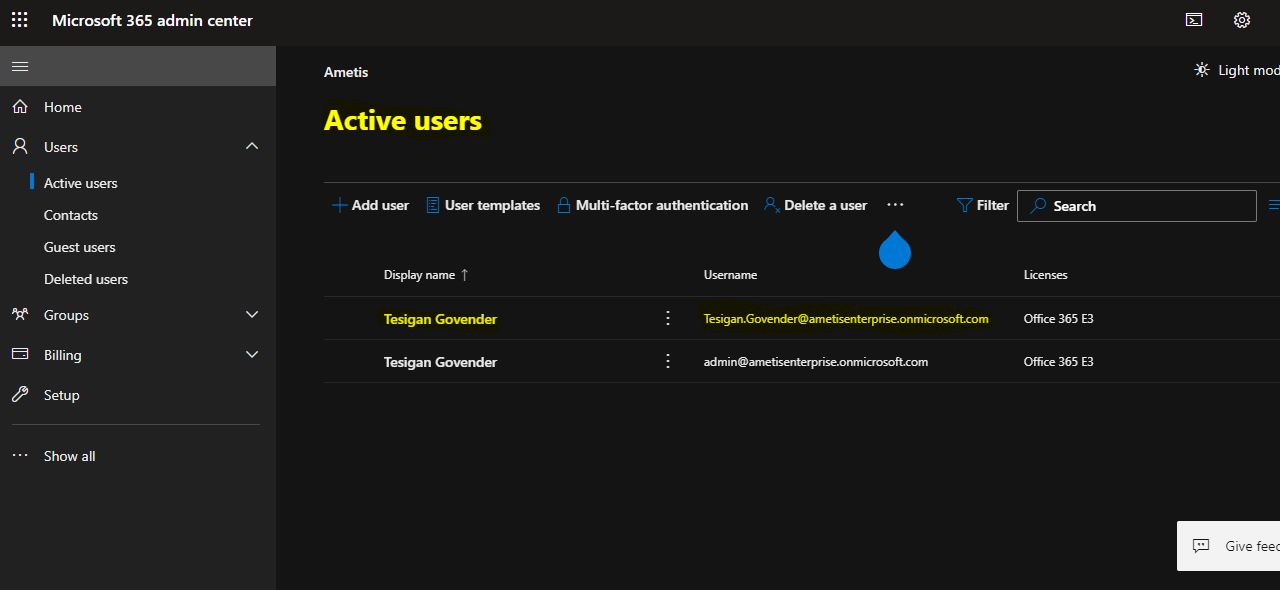 Microsoft 365 admin center
Ametis
Light mod
Home
Users
Active users
Contacts
Guest users
Deleted users
Groups
Billing
Setup
Show all
Active users
Add user User templates Multi-factor authentication Delete a user ... Filter Search
Display name ↑ Username Licenses
Tesigan Govender Tesigan.Govender@ametisenterprise.onmicrosoft.com Office 365 E3
Tesigan Govender admin@ametisenterprise.onmicrosoft.com Office 365 E3
Give feed